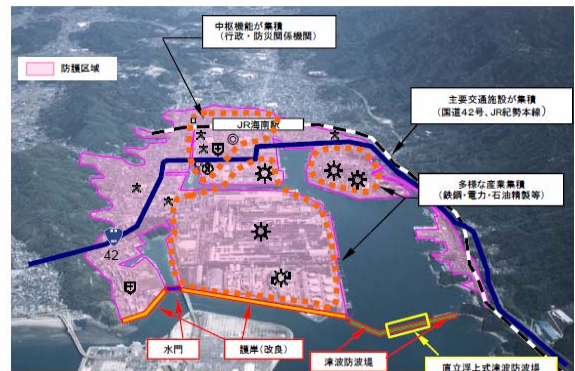 中枢機能が集積
(行政・防災関係機関)
防護区域
JR海南駅
主要交通施設が集積
(国道42号、JR紀勢本線)
多様な産業集積
(鉄鋼・電力・石油精製等)
42
水門
護岸(改良)
津波防波堤
直立浮上式津波防波堤